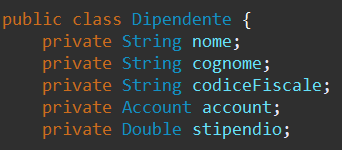 public class Dipendente {
    private String nome;
    private String cognome;
    private String codiceFiscale;
    private Account account;
    private Double stipendio;